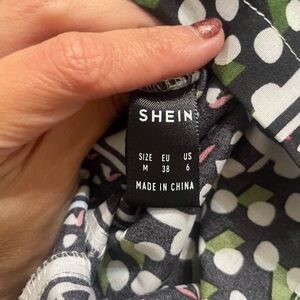 SHEIN
SIZE EU US
M 38 6
MADE IN CHINA